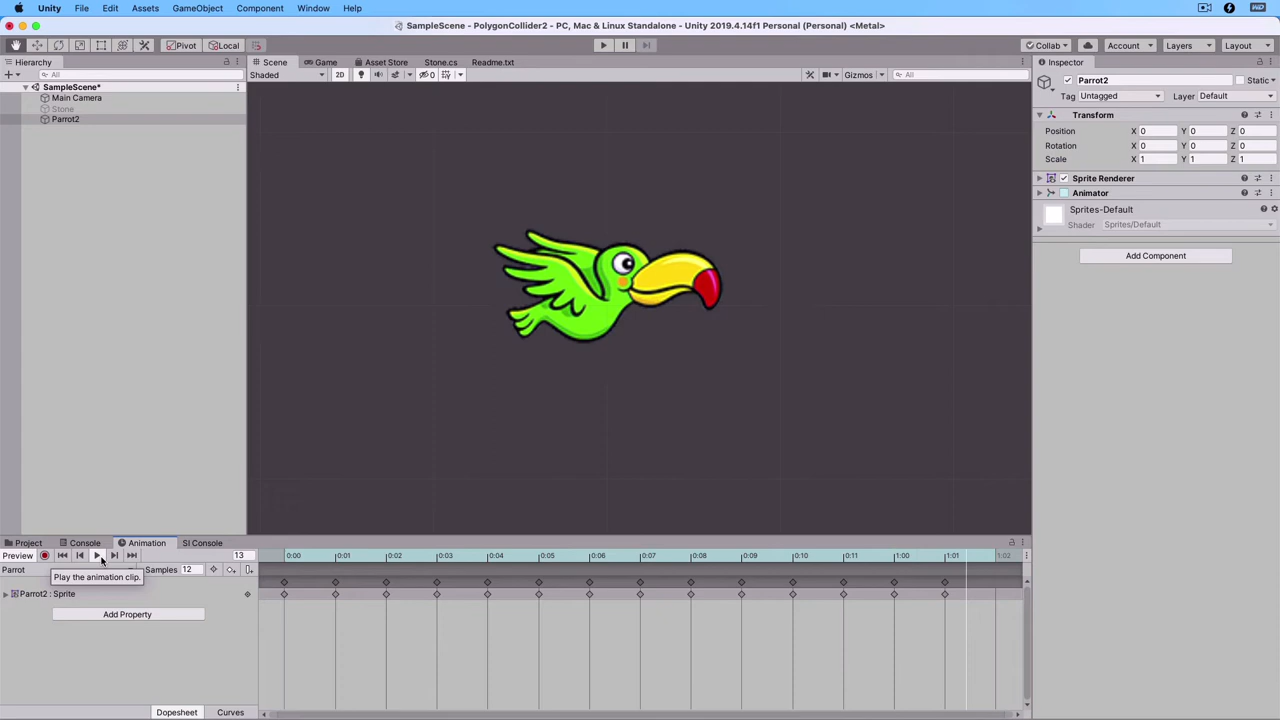 Unity File Edit Assets GameObject Component Window Help
SampleScene - PolygonCollider2 - PC, Mac & Linux Standalone - Unity 2019.4.14f1 Personal (Personal) <Metal>
Pivot Local Collab Account Layers Layout
Hierarchy Scene Game Asset Store Stone.cs Readme.txt Inspector
All Shaded 2D 0 Gizmos All
Parrot2 Static
SampleScene*
Main Camera
Stone
Parrot2
Tag Untagged Layer Default
Transform
Position X 0 Y 0 Z 0
Rotation X 0 Y 0 Z 0
Scale X 1 Y 1 Z 1
Sprite Renderer
Animator
Sprites-Default
Shader Sprites/Default
Add Component
Project Console Animation SI Console
Preview 13 0:00 0:01 0:02 0:03 0:04 0:05 0:06 0:07 0:08 0:09 0:10 0:11 1:00 1:01 1:02
Parrot Samples 12
Play the animation clip.
Parrot2 : Sprite
Add Property
Dopesheet Curves